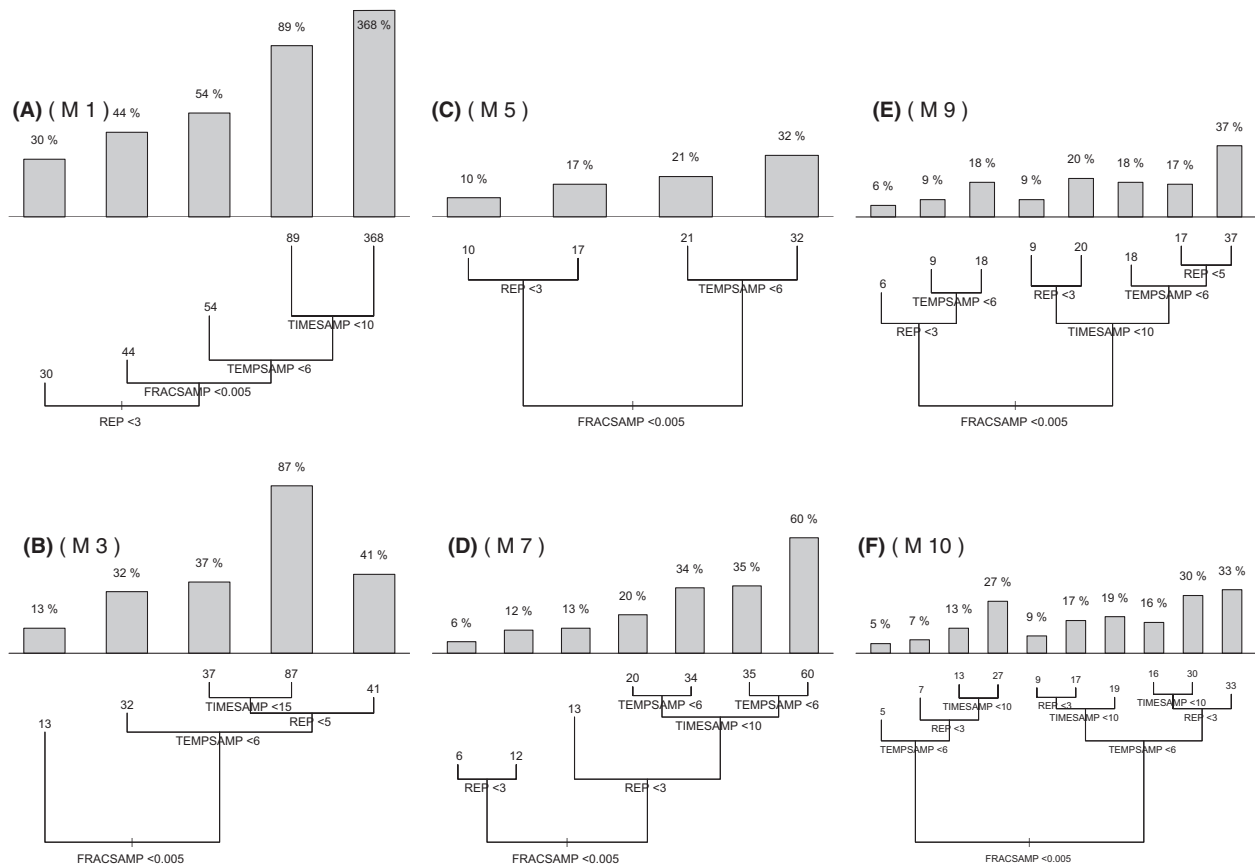 (A) ( M 1 )
30 %
44 %
54 %
89 %
368 %
89
368
TIMESAMP <10
54
TEMPSAMP <6
44
FRACSAMP <0.005
30
REP <3
(C) ( M 5 )
10 %
17 %
21 %
32 %
10
17
REP <3
21
32
TEMPSAMP <6
FRACSAMP <0.005
(E) ( M 9 )
6 %
9 %
18 %
9 %
20 %
18 %
17 %
37 %
6
9
18
TEMPSAMP <6
REP <3
9
20
REP <3
18
17
37
REP <5
TEMPSAMP <6
TIMESAMP <10
FRACSAMP <0.005
(B) ( M 3 )
13 %
32 %
37 %
87 %
41 %
37
87
TIMESAMP <15
41
REP <5
32
TEMPSAMP <6
13
FRACSAMP <0.005
(D) ( M 7 )
6 %
12 %
13 %
20 %
34 %
35 %
60 %
20
34
TEMPSAMP <6
35
60
TEMPSAMP <6
TIMESAMP <10
13
REP <3
6
12
REP <3
FRACSAMP <0.005
(F) ( M 10 )
5 %
7 %
13 %
27 %
9 %
17 %
19 %
16 %
30 %
33 %
13
27
TIMESAMP <10
7
REP <3
5
TEMPSAMP <6
9
17
REP <3
19
TIMESAMP <10
16
30
TIMESAMP <10
33
REP <3
TEMPSAMP <6
FRACSAMP <0.005